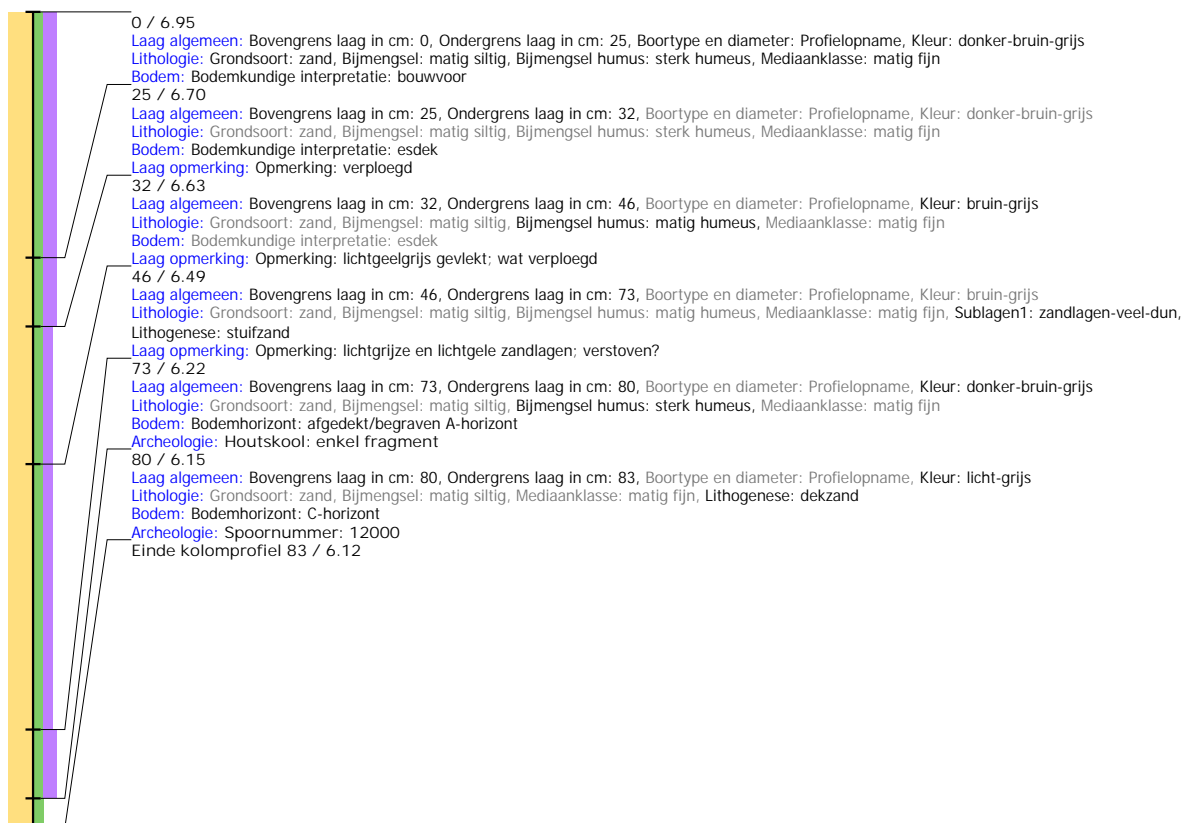 0 / 6.95
Laag algemeen: Bovengrens laag in cm: 0, Ondergrens laag in cm: 25, Boortype en diameter: Profielopname, Kleur: donker-bruin-grijs
Lithologie: Grondsoort: zand, Bijmengsel: matig siltig, Bijmengsel humus: sterk humeus, Mediaanklasse: matig fijn
Bodem: Bodemkundige interpretatie: bouwvoor
25 / 6.70
Laag algemeen: Bovengrens laag in cm: 25, Ondergrens laag in cm: 32, Boortype en diameter: Profielopname, Kleur: donker-bruin-grijs
Lithologie: Grondsoort: zand, Bijmengsel: matig siltig, Bijmengsel humus: sterk humeus, Mediaanklasse: matig fijn
Bodem: Bodemkundige interpretatie: esdek
Laag opmerking: Opmerking: verploegd
32 / 6.63
Laag algemeen: Bovengrens laag in cm: 32, Ondergrens laag in cm: 46, Boortype en diameter: Profielopname, Kleur: bruin-grijs
Lithologie: Grondsoort: zand, Bijmengsel: matig siltig, Bijmengsel humus: matig humeus, Mediaanklasse: matig fijn
Bodem: Bodemkundige interpretatie: esdek
Laag opmerking: Opmerking: lichtgeelgrijs gevlekt; wat verploegd
46 / 6.49
Laag algemeen: Bovengrens laag in cm: 46, Ondergrens laag in cm: 73, Boortype en diameter: Profielopname, Kleur: bruin-grijs
Lithologie: Grondsoort: zand, Bijmengsel: matig siltig, Bijmengsel humus: matig humeus, Mediaanklasse: matig fijn, Sublagen1: zandlagen-veel-dun,
Lithogenese: stuifzand
Laag opmerking: Opmerking: lichtgrijze en lichtgele zandlagen; verstoven?
73 / 6.22
Laag algemeen: Bovengrens laag in cm: 73, Ondergrens laag in cm: 80, Boortype en diameter: Profielopname, Kleur: donker-bruin-grijs
Lithologie: Grondsoort: zand, Bijmengsel: matig siltig, Bijmengsel humus: sterk humeus, Mediaanklasse: matig fijn
Bodem: Bodemhorizont: afgedekt/begraven A-horizont
Archeologie: Houtskool: enkel fragment
80 / 6.15
Laag algemeen: Bovengrens laag in cm: 80, Ondergrens laag in cm: 83, Boortype en diameter: Profielopname, Kleur: licht-grijs
Lithologie: Grondsoort: zand, Bijmengsel: matig siltig, Mediaanklasse: matig fijn, Lithogenese: dekzand
Bodem: Bodemhorizont: C-horizont
Archeologie: Spoornummer: 12000
Einde kolomprofiel 83 / 6.12